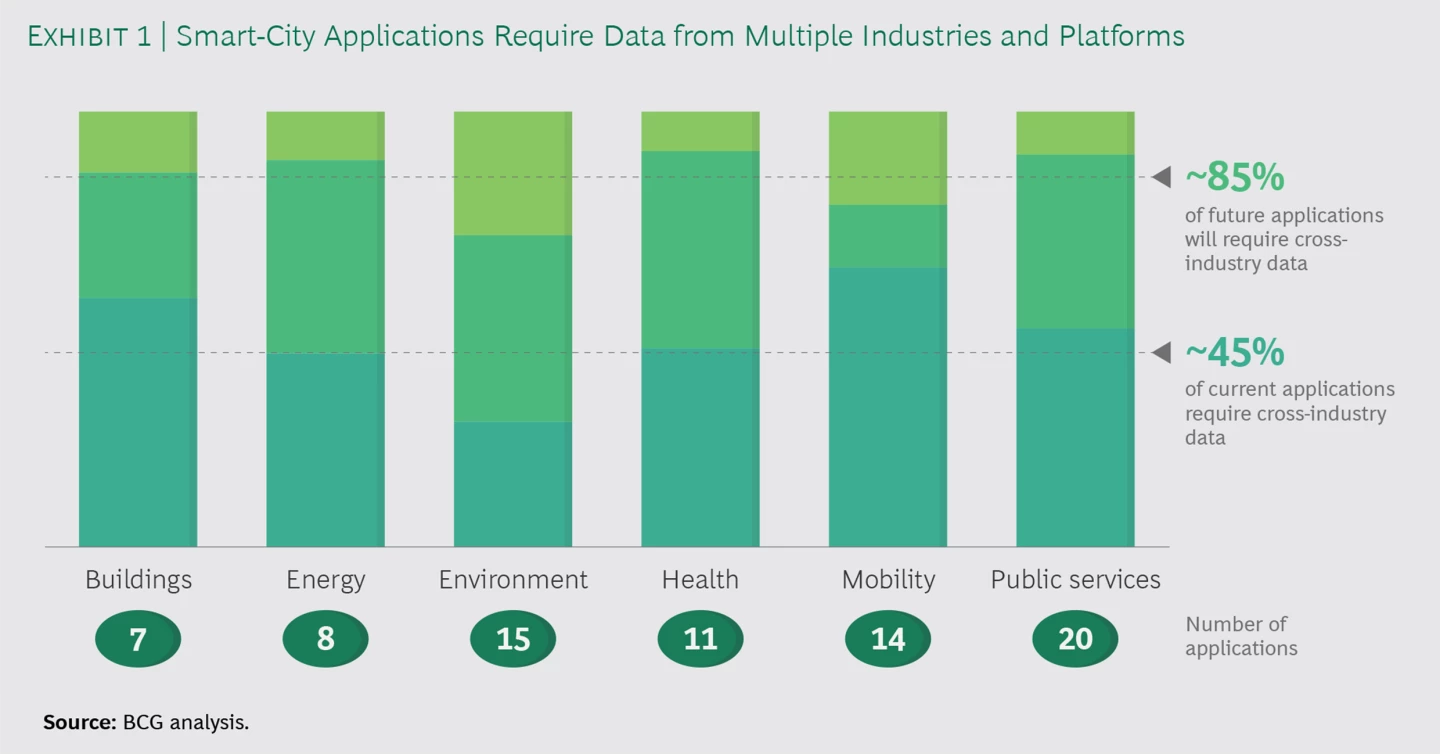 EXHIBIT 1 | Smart-City Applications Require Data from Multiple Industries and Platforms
~85%
of future applications
will require cross-
industry data
~45%
of current applications
require cross-industry
data
Buildings
Energy
Environment
Health
Mobility
Public services
7
8
15
11
14
20
Number of
applications
Source: BCG analysis.